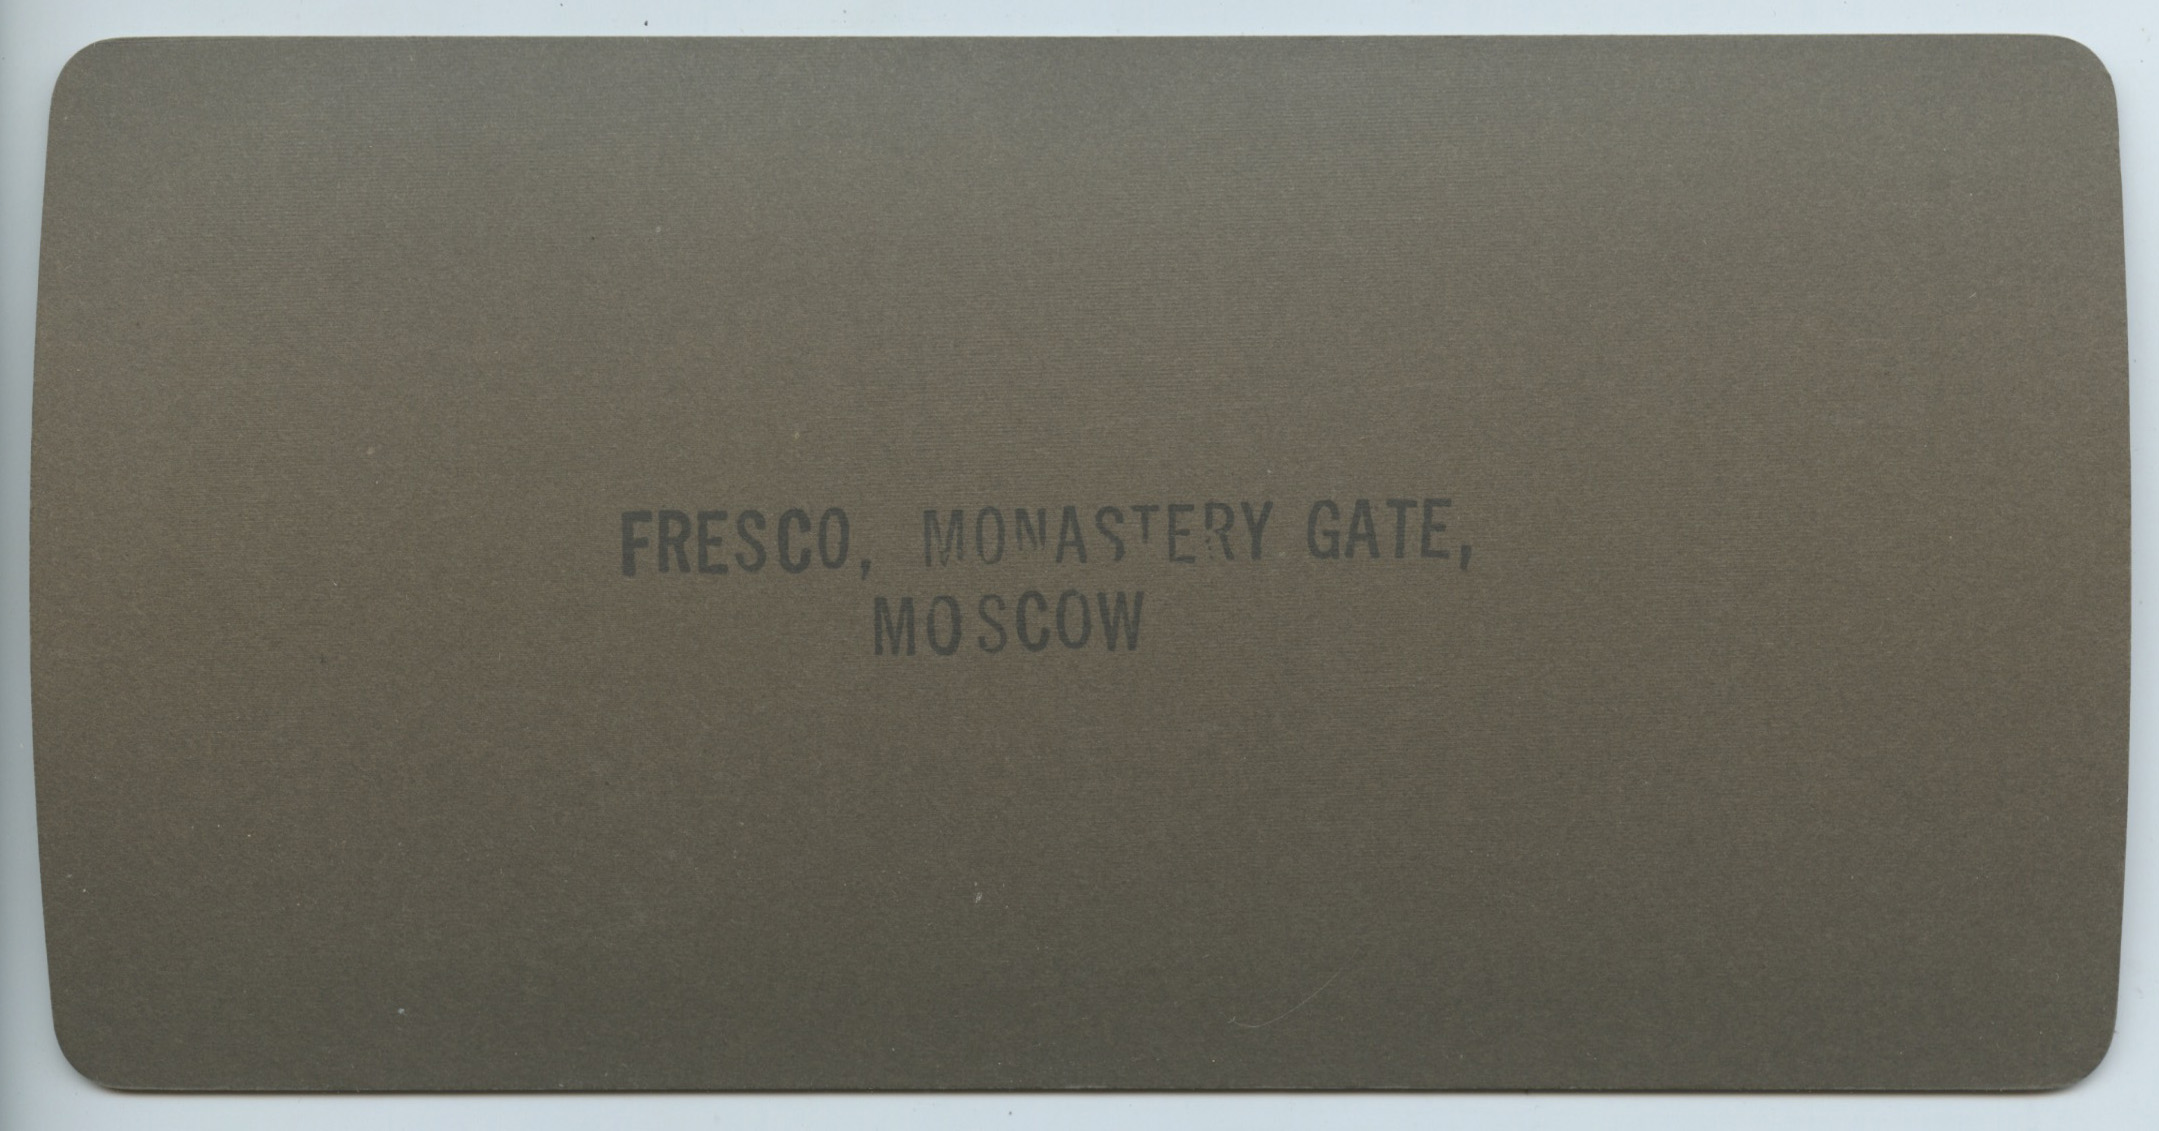 FRESCO, MONASTERY GATE,
MOSCOW